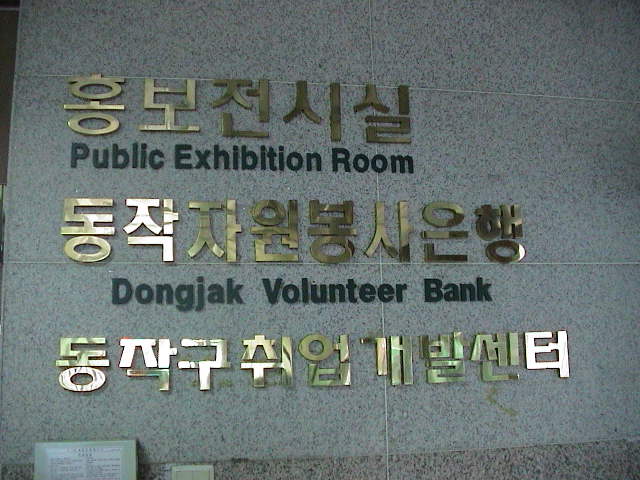 홍보전시실
Public Exhibition Room
동작자원봉사은행
Dongjak Volunteer Bank
동작구취업개발센터